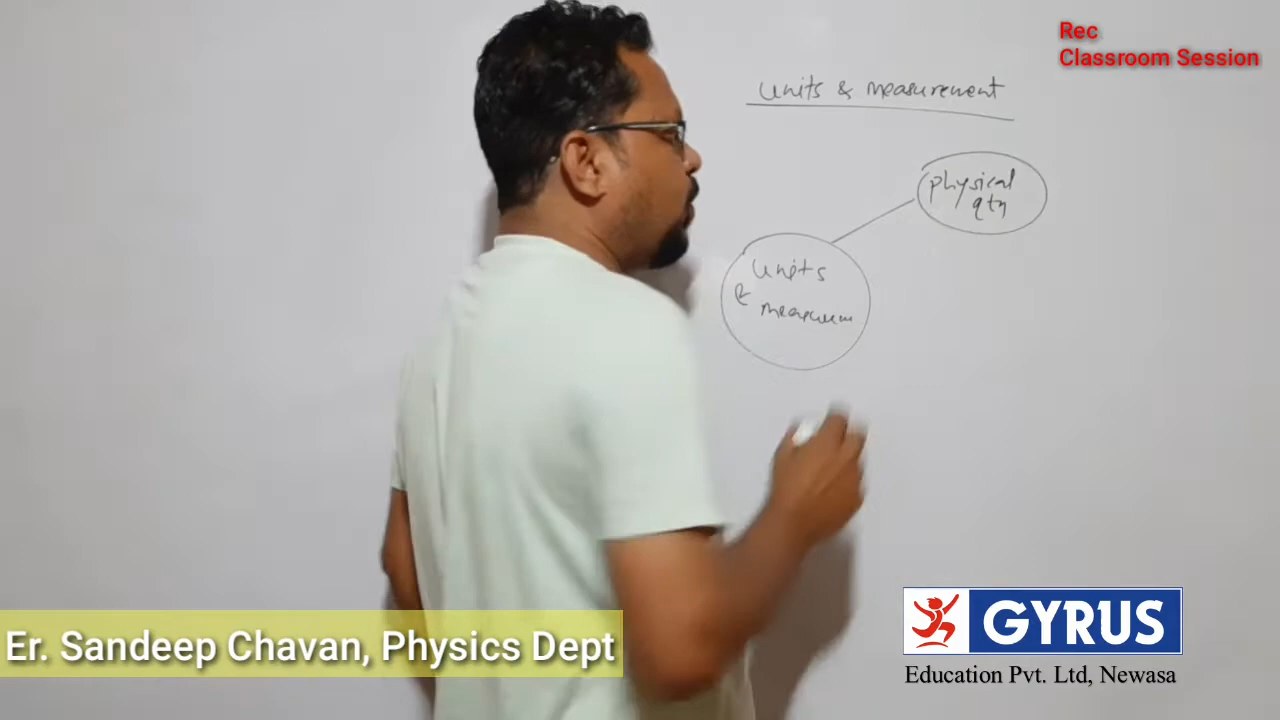 Rec
Classroom Session
Units & measurement
physical
qty
Units
&
Er. Sandeep Chavan, Physics Dept
GYRUS
Education Pvt. Ltd, Newasa